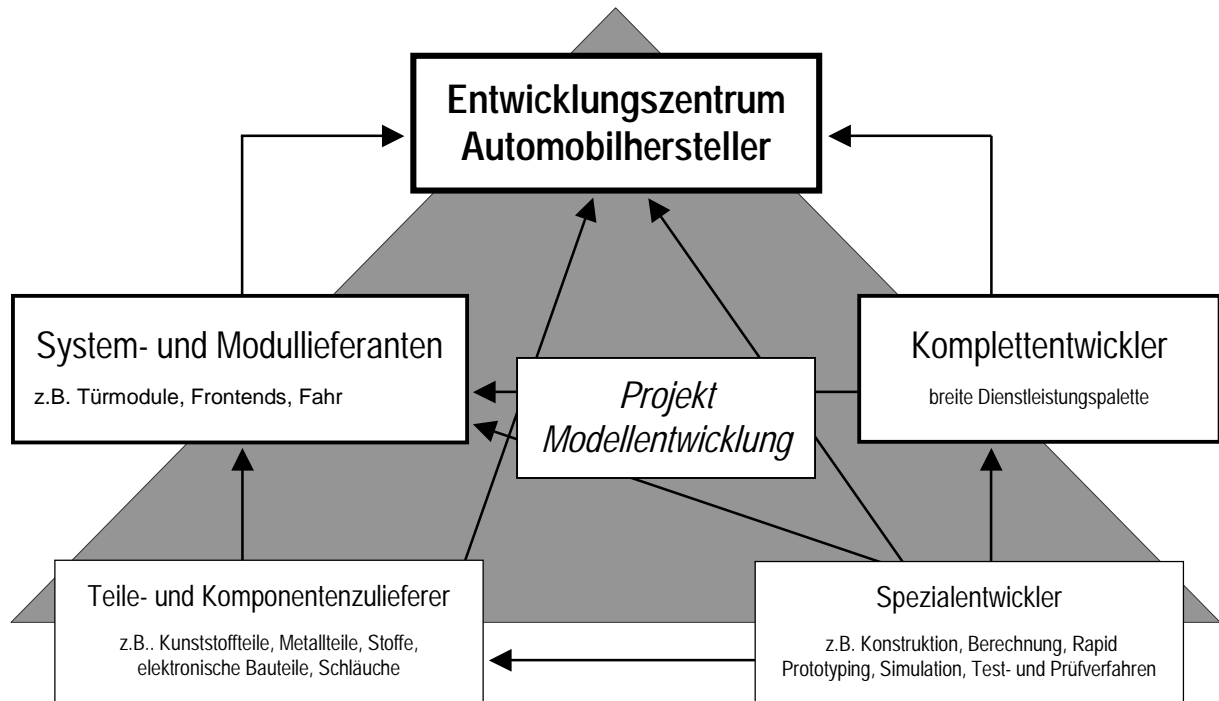 Entwicklungszentrum
Automobilhersteller
System- und Modullieferanten
z.B. Türmodule, Frontends, Fahr
Projekt
Modellentwicklung
Komplettentwickler
breite Dienstleistungspalette
Teile- und Komponentenzulieferer
z.B.. Kunststoffteile, Metallteile, Stoffe,
elektronische Bauteile, Schläuche
Spezialentwickler
z.B. Konstruktion, Berechnung, Rapid
Prototyping, Simulation, Test- und Prüfverfahren